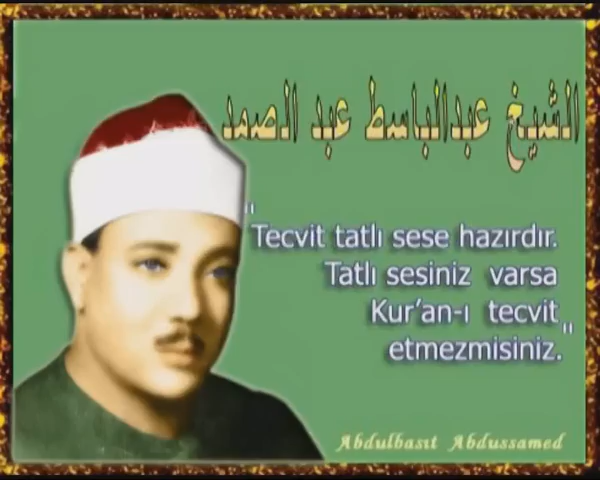 الشيخ عبدالباسط عبد الصمد
"Tecvit tatlı sese hazırdır.
Tatlı sesiniz varsa
Kur'an-ı tecvit
etmezmisiniz."
Abdulbasıt Abdussamed